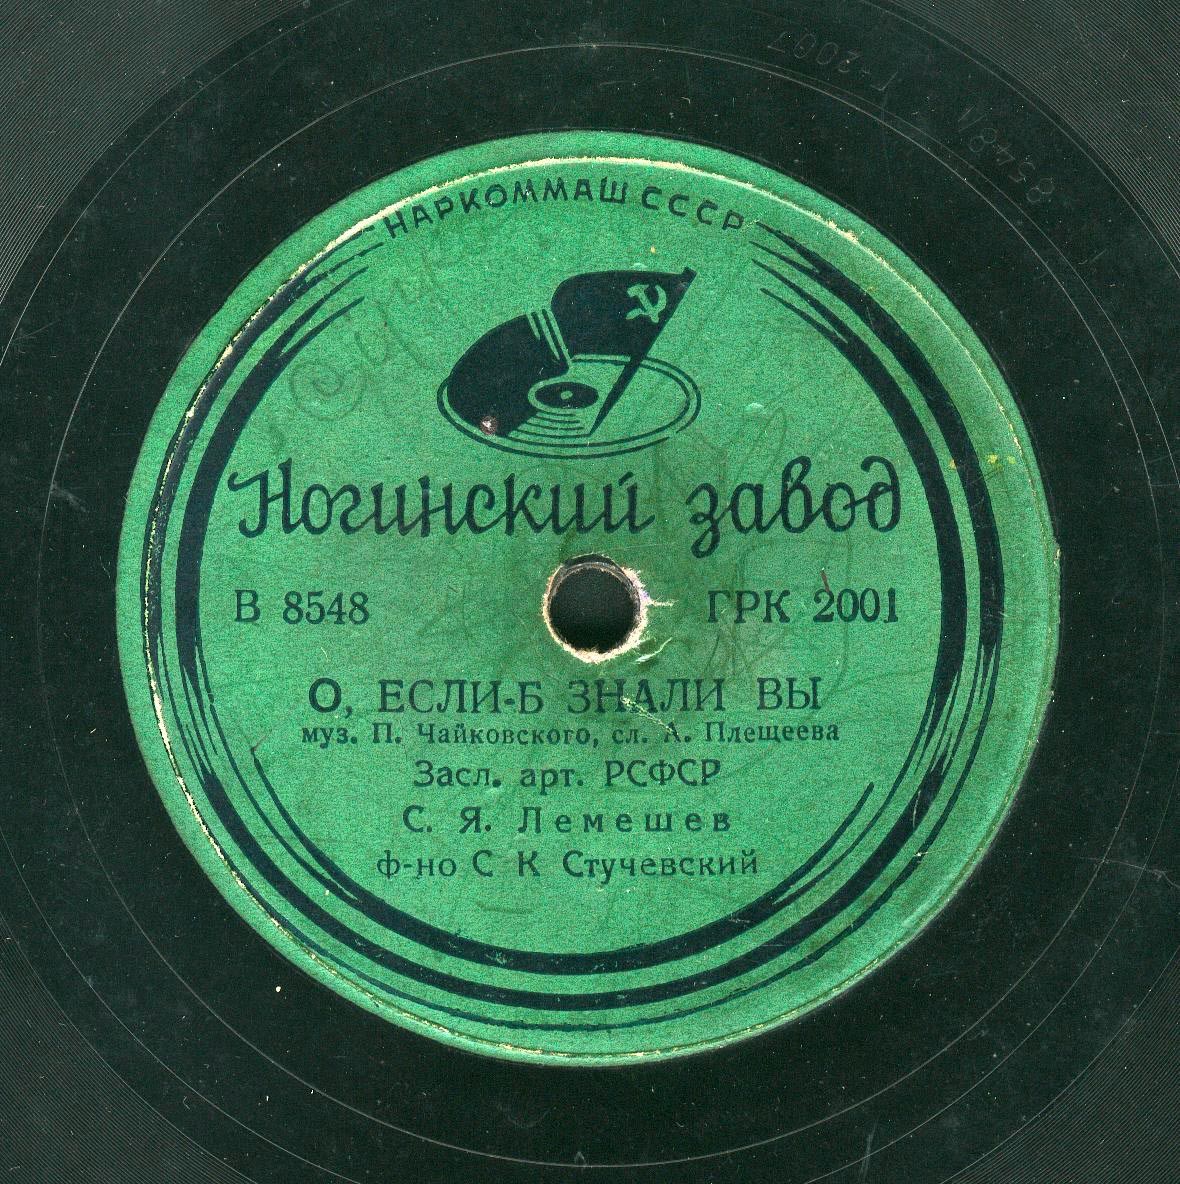 НАРКОММАШ СССР
Ногинский завод
В 8548 ГРК 2001
О, ЕСЛИ-Б ЗНАЛИ ВЫ
муз. П. Чайковского, сл. А. Плещеева
Засл. арт. РСФСР
С. Я. Лемешев
ф-но С К Стучевский